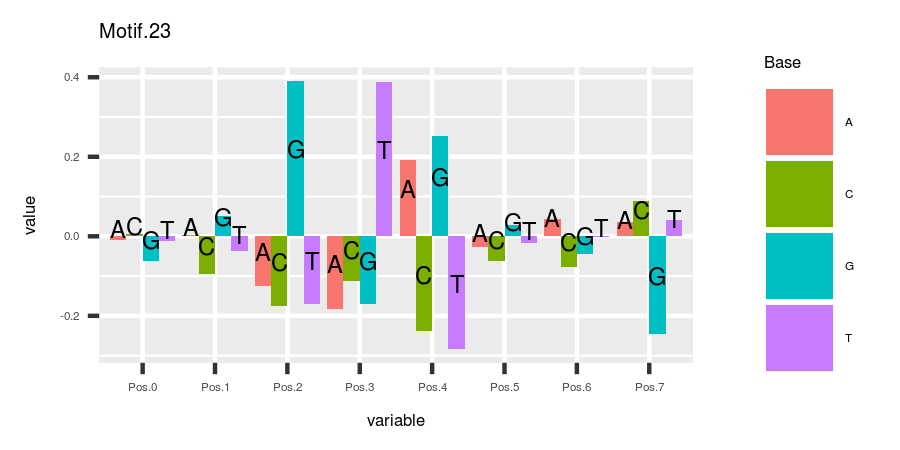 Motif.23
Base
0.4
0.2
0.0
-0.2
value
A C G T A C G T A C G T A C G T A C G T A C G T A C G T A C G T
Pos.0 Pos.1 Pos.2 Pos.3 Pos.4 Pos.5 Pos.6 Pos.7
variable
A
C
G
T